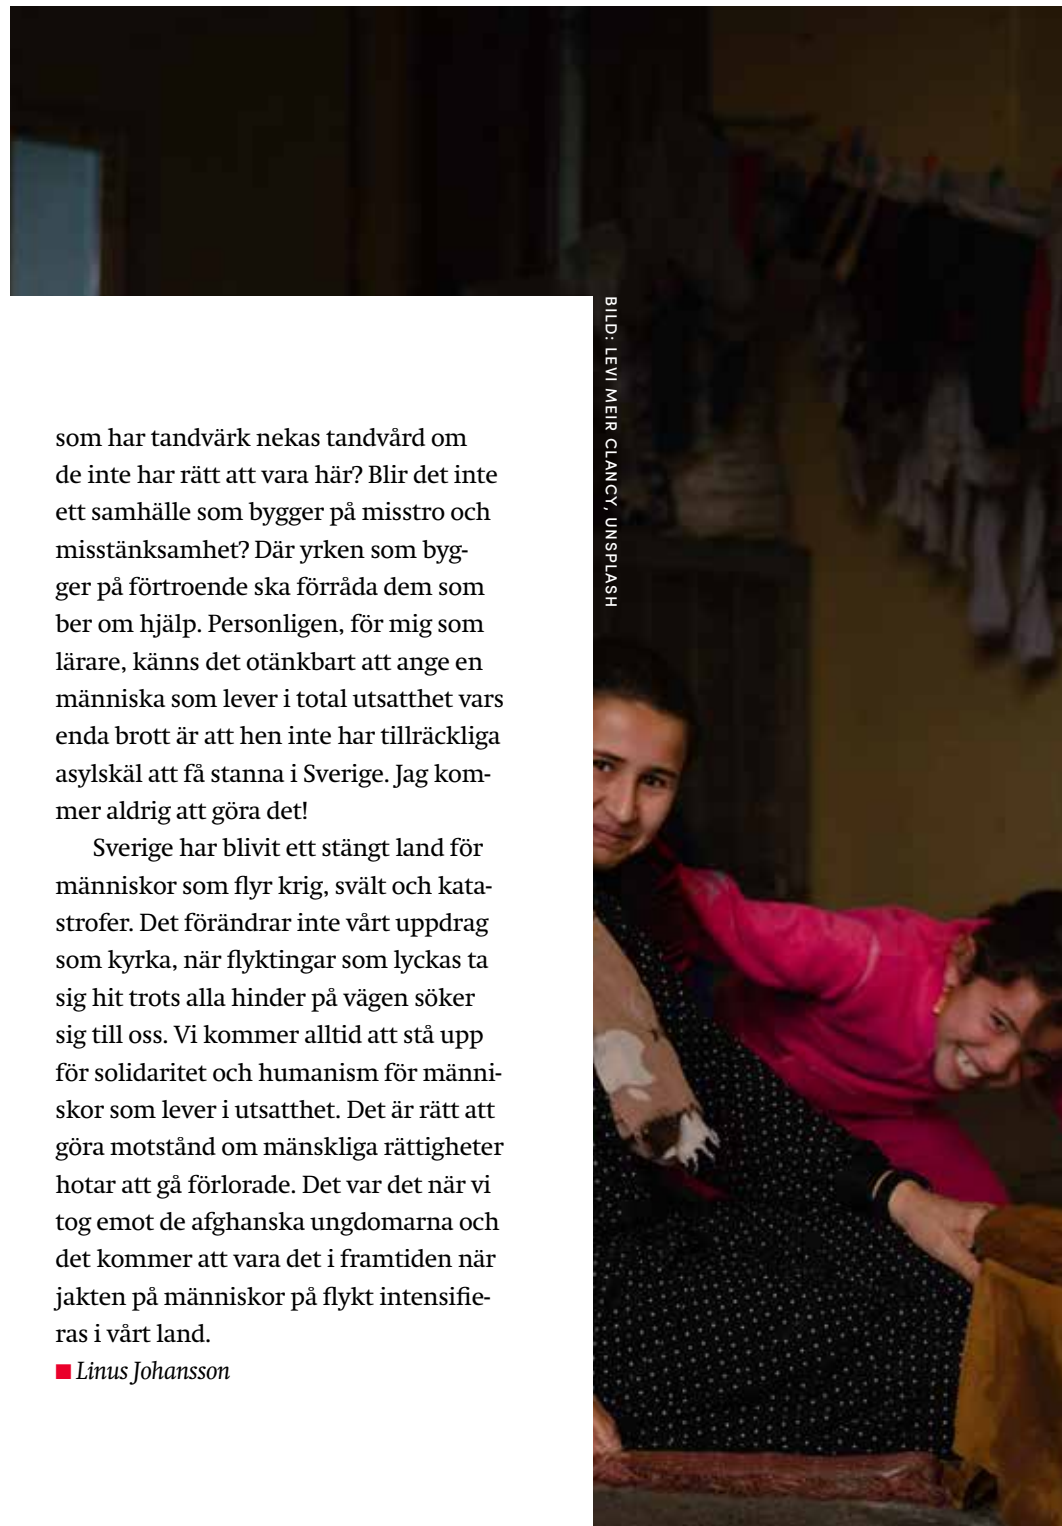 som har tandvärk nekas tandvård om
de inte har rätt att vara här? Blir det inte
ett samhälle som bygger på misstro och
misstänksamhet? Där yrken som byg-
ger på förtroende ska förråda dem som
ber om hjälp. Personligen, för mig som
lärare, känns det otänkbart att ange en
människa som lever i total utsatthet vars
enda brott är att hen inte har tillräckliga
asylskäl att få stanna i Sverige. Jag kom-
mer aldrig att göra det!
Sverige har blivit ett stängt land för
människor som flyr krig, svält och kata-
strofer. Det förändrar inte vårt uppdrag
som kyrka, när flyktingar som lyckas ta
sig hit trots alla hinder på vägen söker
sig till oss. Vi kommer alltid att stå upp
för solidaritet och humanism för männi-
skor som lever i utsatthet. Det är rätt att
göra motstånd om mänskliga rättigheter
hotar att gå förlorade. Det var det när vi
tog emot de afghanska ungdomarna och
det kommer att vara det i framtiden när
jakten på människor på flykt intensifie-
ras i vårt land.
Linus Johansson
BILD: LEVI MEIR CLANCY, UNSPLASH